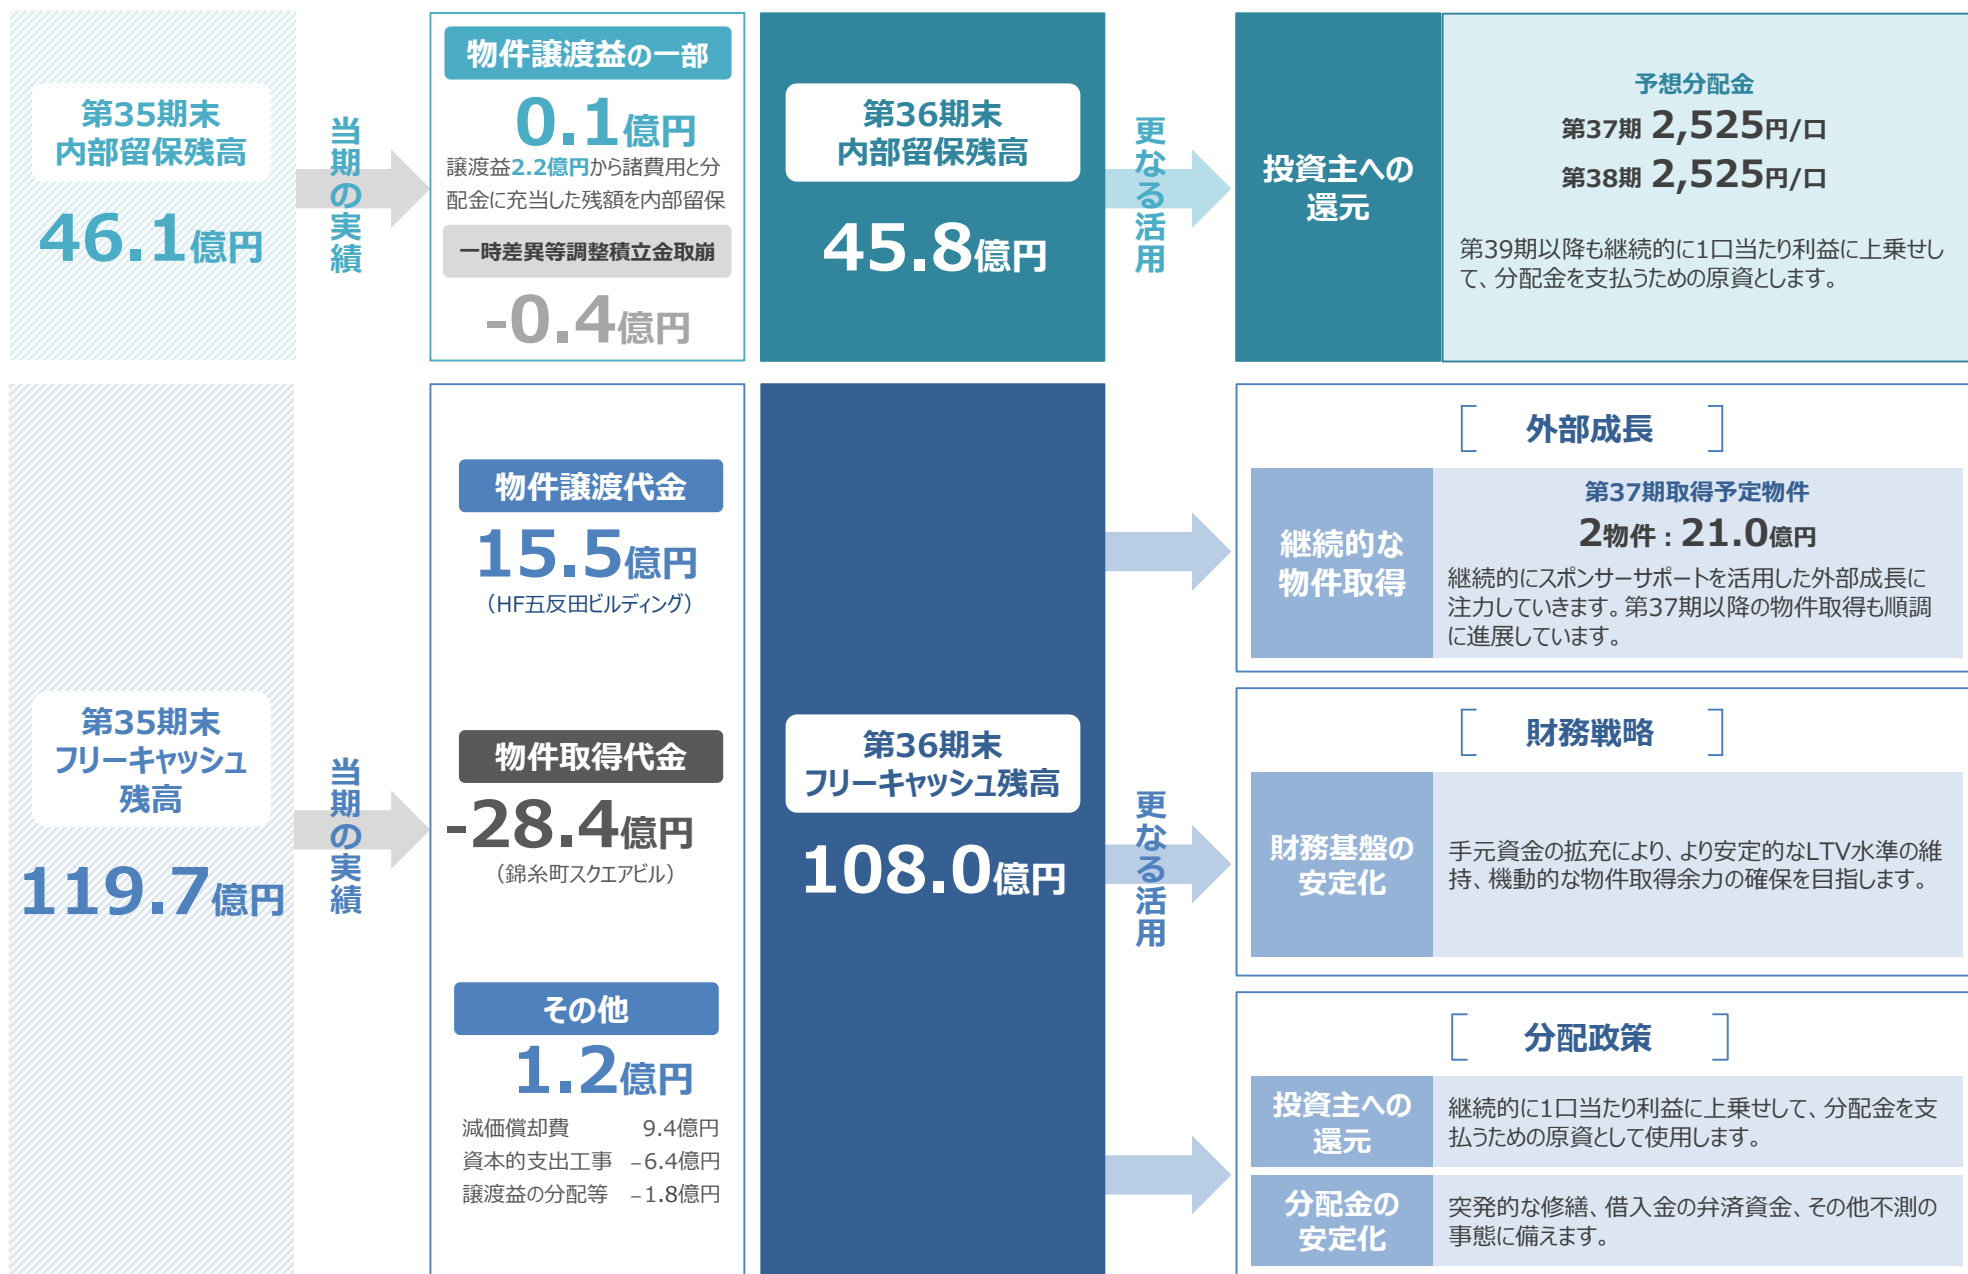 第35期末
内部留保残高
46.1億円
当期の実績
物件譲渡益の一部
0.1億円
譲渡益2.2億円から諸費用と分
配金に充当した残額を内部留保
一時差異等調整積立金取崩
-0.4億円
第36期末
内部留保残高
45.8億円
更なる活用
投資主への
還元
予想分配金
第37期 2,525円/口
第38期 2,525円/口
第39期以降も継続的に1口当たり利益に上乗せし
て、分配金を支払うための原資とします。
第35期末
フリーキャッシュ
残高
119.7億円
当期の実績
物件譲渡代金
15.5億円
（HF五反田ビルディング）
物件取得代金
-28.4億円
（錦糸町スクエアビル）
その他
1.2億円
減価償却費 9.4億円
資本的支出工事 –6.4億円
譲渡益の分配等 –1.8億円
第36期末
フリーキャッシュ残高
108.0億円
更なる活用
外部成長
継続的な
物件取得
第37期取得予定物件
2物件：21.0億円
継続的にスポンサーサポートを活用した外部成長に
注力していきます。第37期以降の物件取得も順調
に進展しています。
財務戦略
財務基盤の
安定化
手元資金の拡充により、より安定的なLTV水準の維
持、機動的な物件取得余力の確保を目指します。
分配政策
投資主への
還元
継続的に1口当たり利益に上乗せして、分配金を支
払うための原資として使用します。
分配金の
安定化
突発的な修繕、借入金の弁済資金、その他不測の
事態に備えます。